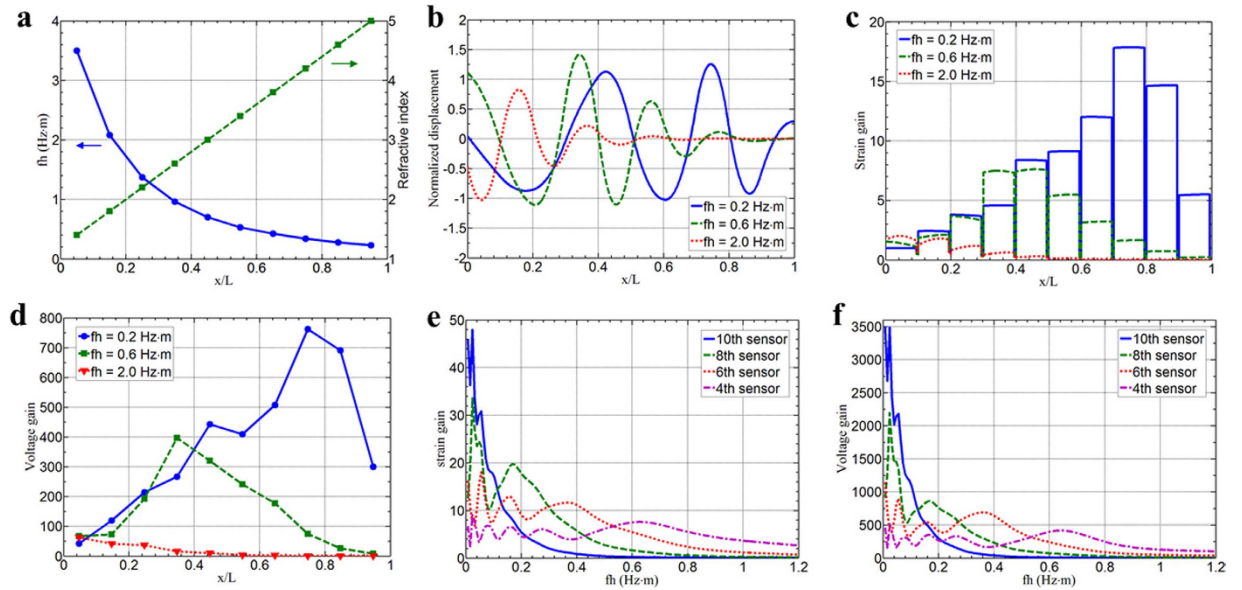 a
fh (Hz·m)
4
3
2
1
0
0 0.2 0.4 0.6 0.8 1
x/L
5
4
3
2
1
Refractive index
b
Normalized displacement
2
1.5
1
0.5
0
-0.5
-1
-1.5
-2
0 0.2 0.4 0.6 0.8 1
x/L
fh = 0.2 Hz·m
fh = 0.6 Hz·m
fh = 2.0 Hz·m
c
Strain gain
20
15
10
5
0
0 0.2 0.4 0.6 0.8 1
x/L
fh = 0.2 Hz·m
fh = 0.6 Hz·m
fh = 2.0 Hz·m
d
Voltage gain
800
700
600
500
400
300
200
100
0
0 0.2 0.4 0.6 0.8 1
x/L
fh = 0.2 Hz·m
fh = 0.6 Hz·m
fh = 2.0 Hz·m
e
strain gain
50
40
30
20
10
0
0 0.2 0.4 0.6 0.8 1 1.2
fh (Hz·m)
10th sensor
8th sensor
6th sensor
4th sensor
f
Voltage gain
3500
3000
2500
2000
1500
1000
500
0
0 0.2 0.4 0.6 0.8 1 1.2
fh (Hz·m)
10th sensor
8th sensor
6th sensor
4th sensor